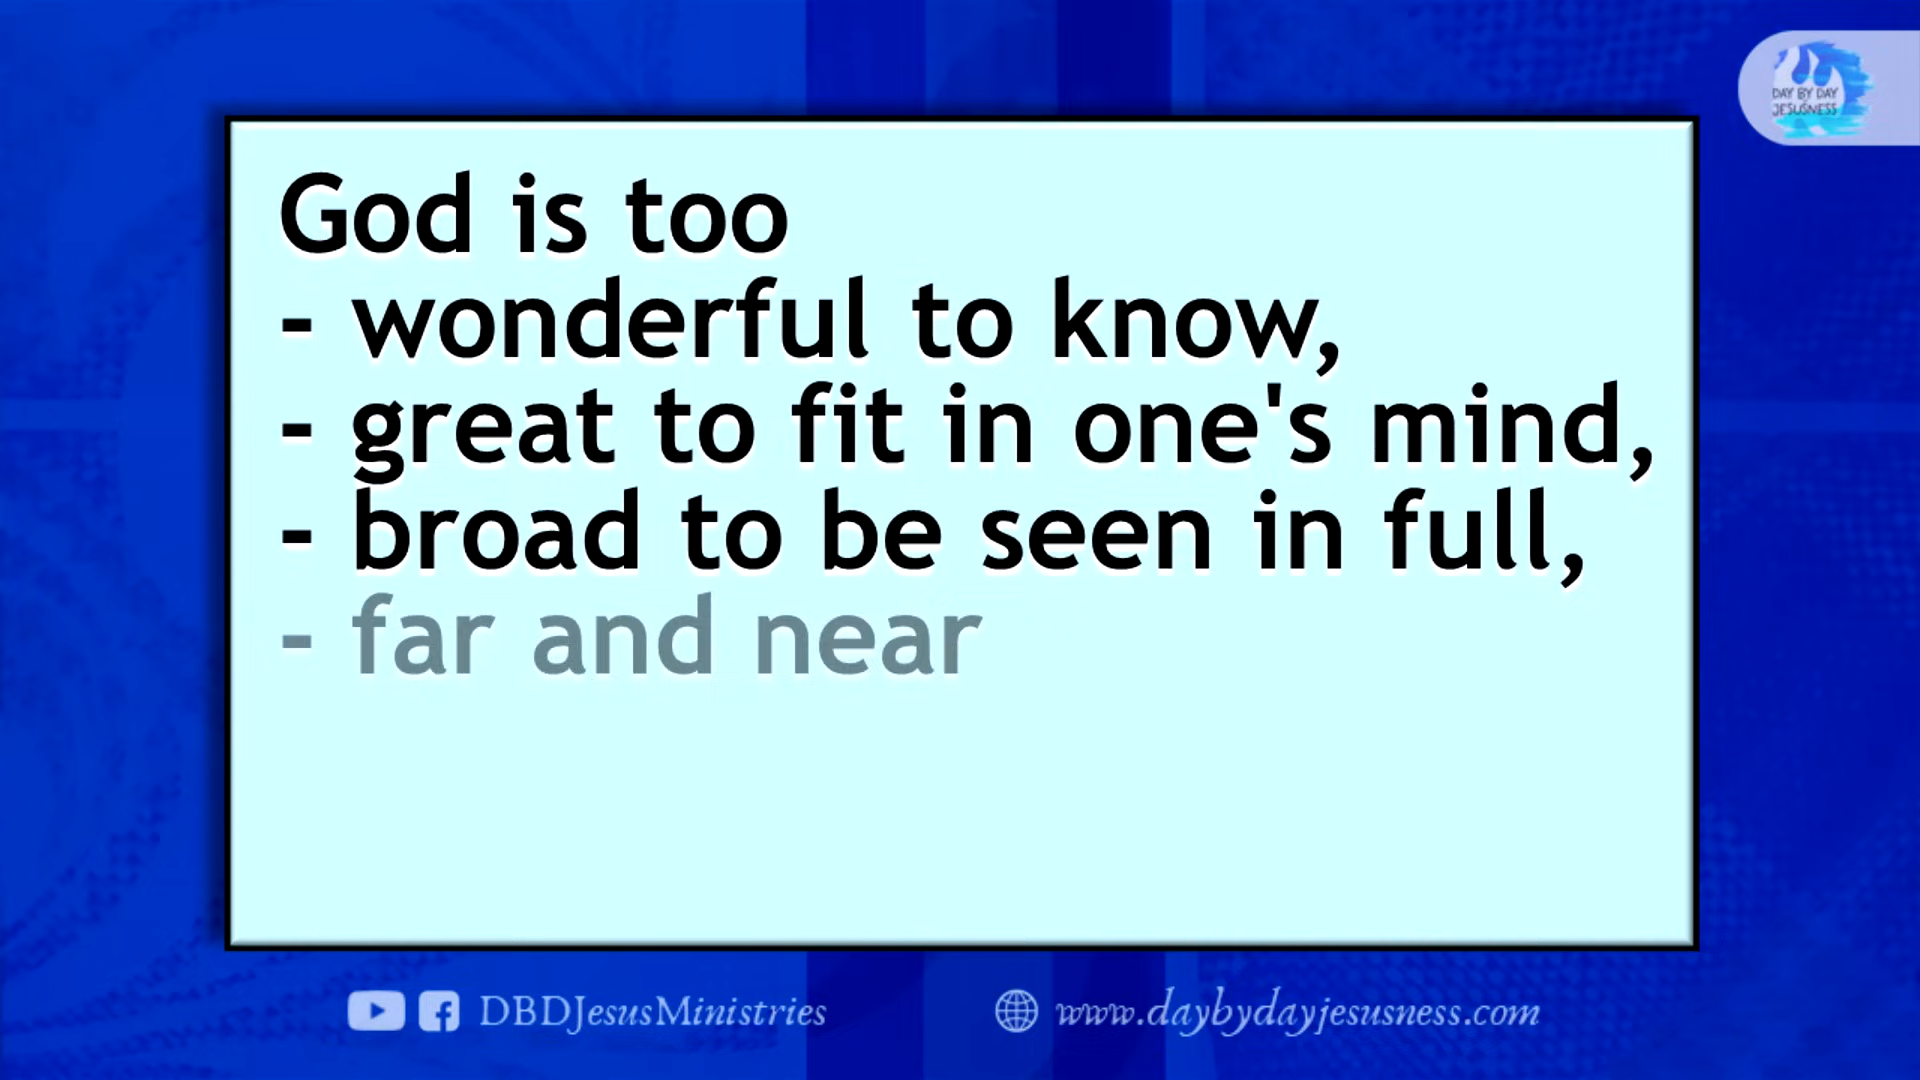 DAY BY DAY
JESUSNESS
God is too
- wonderful to know,
- great to fit in one's mind,
- broad to be seen in full,
- far and near
DBDJesusMinistries
www.daybydayjesusness.com